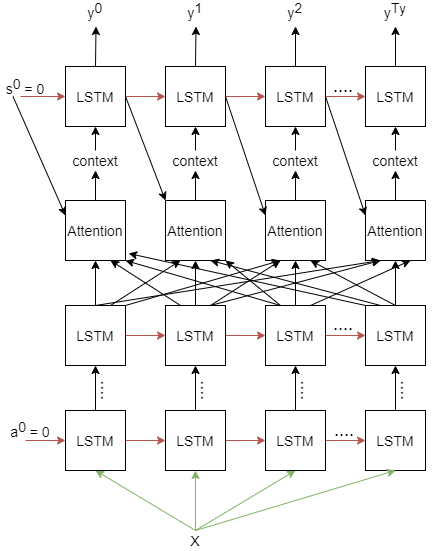 y⁰ y¹ y² yᵀʸ
s⁰ = 0 LSTM LSTM LSTM .... LSTM
context context context context
Attention Attention Attention Attention
LSTM LSTM LSTM .... LSTM
.... .... .... ....
a⁰ = 0 LSTM LSTM LSTM .... LSTM
X